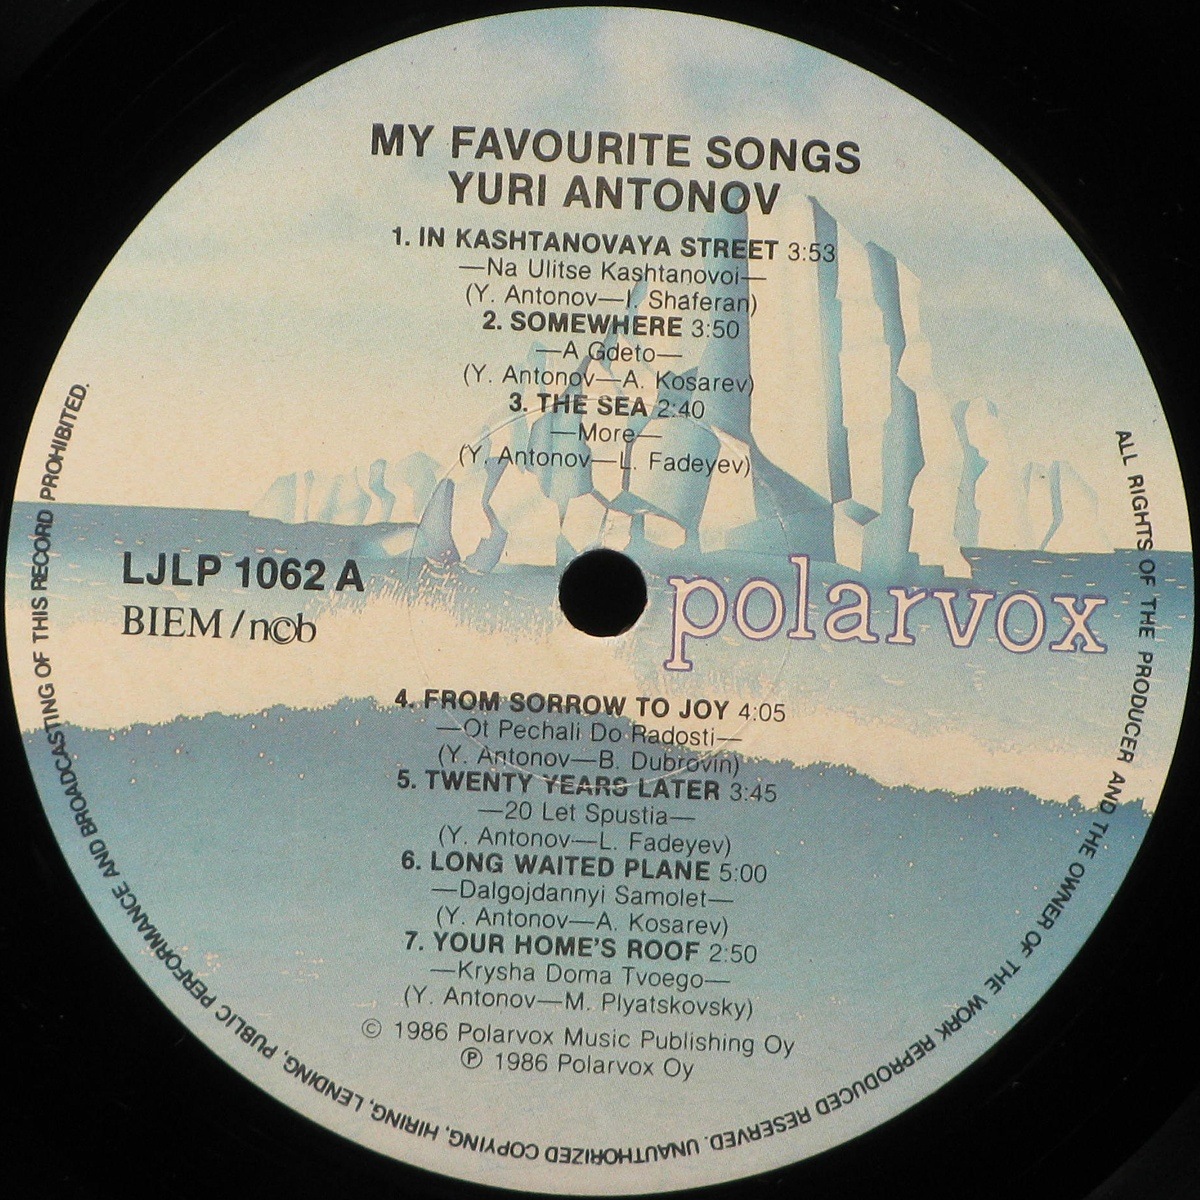 MY FAVOURITE SONGS
YURI ANTONOV
1. IN KASHTANOVAYA STREET 3:53
—Na Ulitse Kashtanovoi—
(Y. Antonov—I. Shaferan)
2. SOMEWHERE 3:50
—A Gdeto—
(Y. Antonov—A. Kosarev)
3. THE SEA 2:40
—More—
(Y. Antonov—L. Fadeyev)
LJLP 1062 A
BIEM/n©b
polarvox
4. FROM SORROW TO JOY 4:05
—Ot Pechali Do Radosti—
(Y. Antonov—B. Dubrovin)
5. TWENTY YEARS LATER 3:45
—20 Let Spustia—
(Y. Antonov—L. Fadeyev)
6. LONG WAITED PLANE 5:00
—Dalgojdannyi Samolet—
(Y. Antonov—A. Kosarev)
7. YOUR HOME'S ROOF 2:50
—Krysha Doma Tvoego—
(Y. Antonov—M. Plyatskovsky)
© 1986 Polarvox Music Publishing Oy
℗ 1986 Polarvox Oy
ALL RIGHTS OF THE PRODUCER AND THE OWNER OF THE WORK REPRODUCED RESERVED. UNAUTHORIZED COPYING, HIRING, LENDING, PUBLIC PERFORMANCE AND BROADCASTING OF THIS RECORD PROHIBITED.